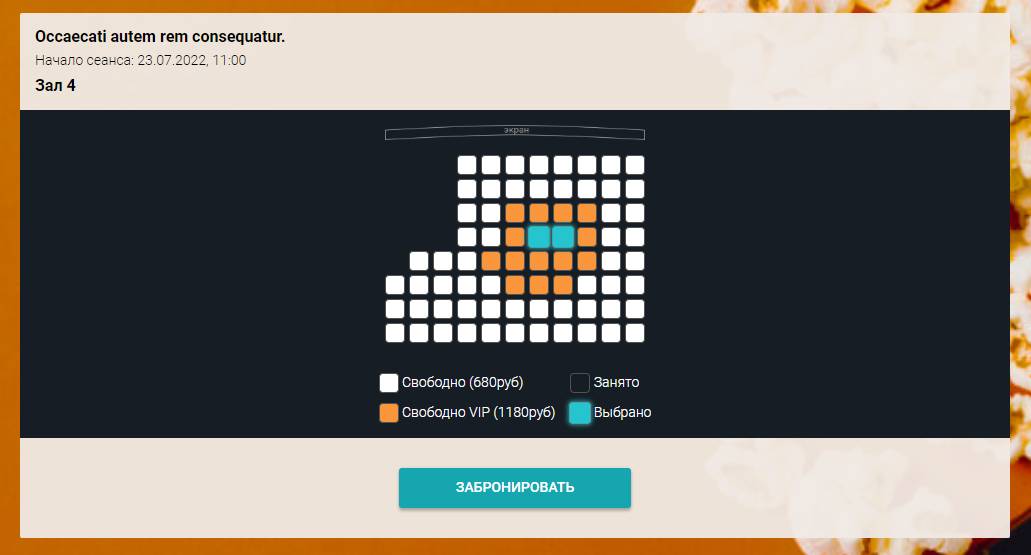 Occaecati autem rem consequatur.
Начало сеанса: 23.07.2022, 11:00
Зал 4
экран
Свободно (680руб)
Занято
Свободно VIP (1180руб)
Выбрано
ЗАБРОНИРОВАТЬ